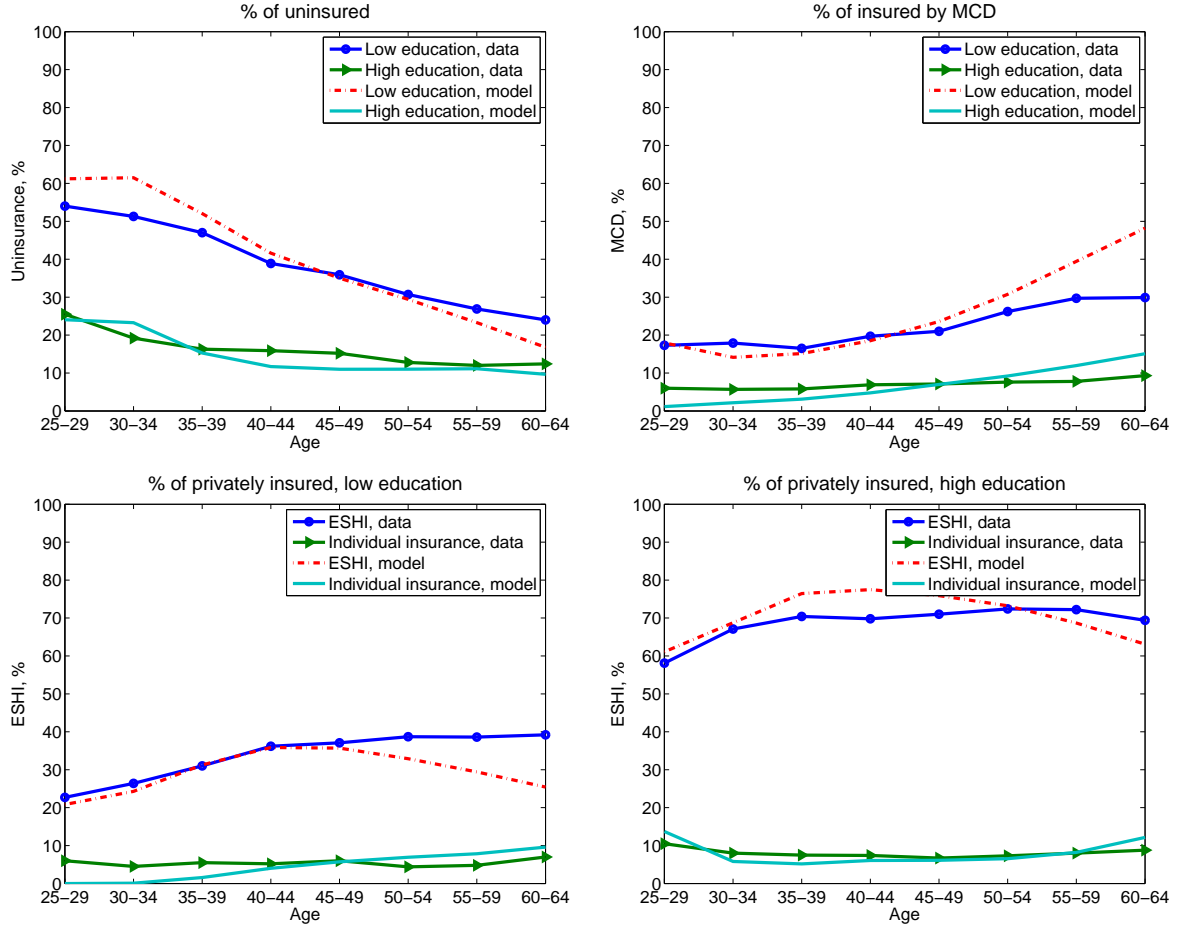 % of uninsured
100
90
80
70
60
50
40
30
20
10
0
Uninsurance, %
Low education, data
High education, data
Low education, model
High education, model
25−29 30−34 35−39 40−44 45−49 50−54 55−59 60−64
Age
% of insured by MCD
100
90
80
70
60
50
40
30
20
10
0
MCD, %
Low education, data
High education, data
Low education, model
High education, model
25−29 30−34 35−39 40−44 45−49 50−54 55−59 60−64
Age
% of privately insured, low education
100
90
80
70
60
50
40
30
20
10
0
ESHI, %
ESHI, data
Individual insurance, data
ESHI, model
Individual insurance, model
25−29 30−34 35−39 40−44 45−49 50−54 55−59 60−64
Age
% of privately insured, high education
100
90
80
70
60
50
40
30
20
10
0
ESHI, %
ESHI, data
Individual insurance, data
ESHI, model
Individual insurance, model
25−29 30−34 35−39 40−44 45−49 50−54 55−59 60−64
Age